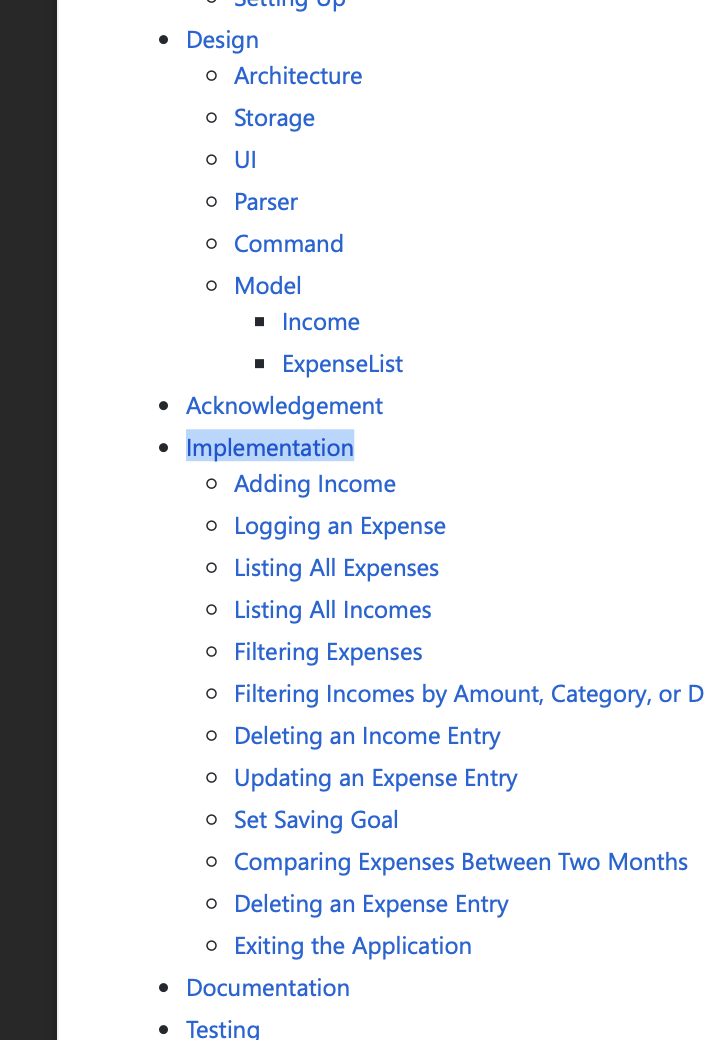 Setting Up
Design
Architecture
Storage
UI
Parser
Command
Model
Income
ExpenseList
Acknowledgement
Implementation
Adding Income
Logging an Expense
Listing All Expenses
Listing All Incomes
Filtering Expenses
Filtering Incomes by Amount, Category, or D
Deleting an Income Entry
Updating an Expense Entry
Set Saving Goal
Comparing Expenses Between Two Months
Deleting an Expense Entry
Exiting the Application
Documentation
Testing